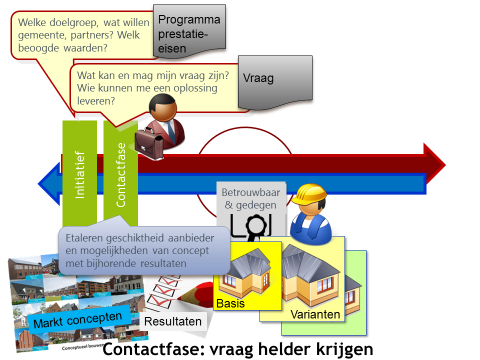 Welke doelgroep, wat willen
gemeente, partners? Welk
beoogde waarden?
Programma
prestatie-
eisen
Wat kan en mag mijn vraag zijn?
Wie kunnen me een oplossing
leveren?
Vraag
Initiatief
Contactfase
Betrouwbaar
& gedegen
Etaleren geschiktheid aanbieder
en mogelijkheden van concept
met bijhorende resultaten
Markt concepten
Resultaten
Basis
Varianten
Conceptueel bouwen
Contactfase: vraag helder krijgen